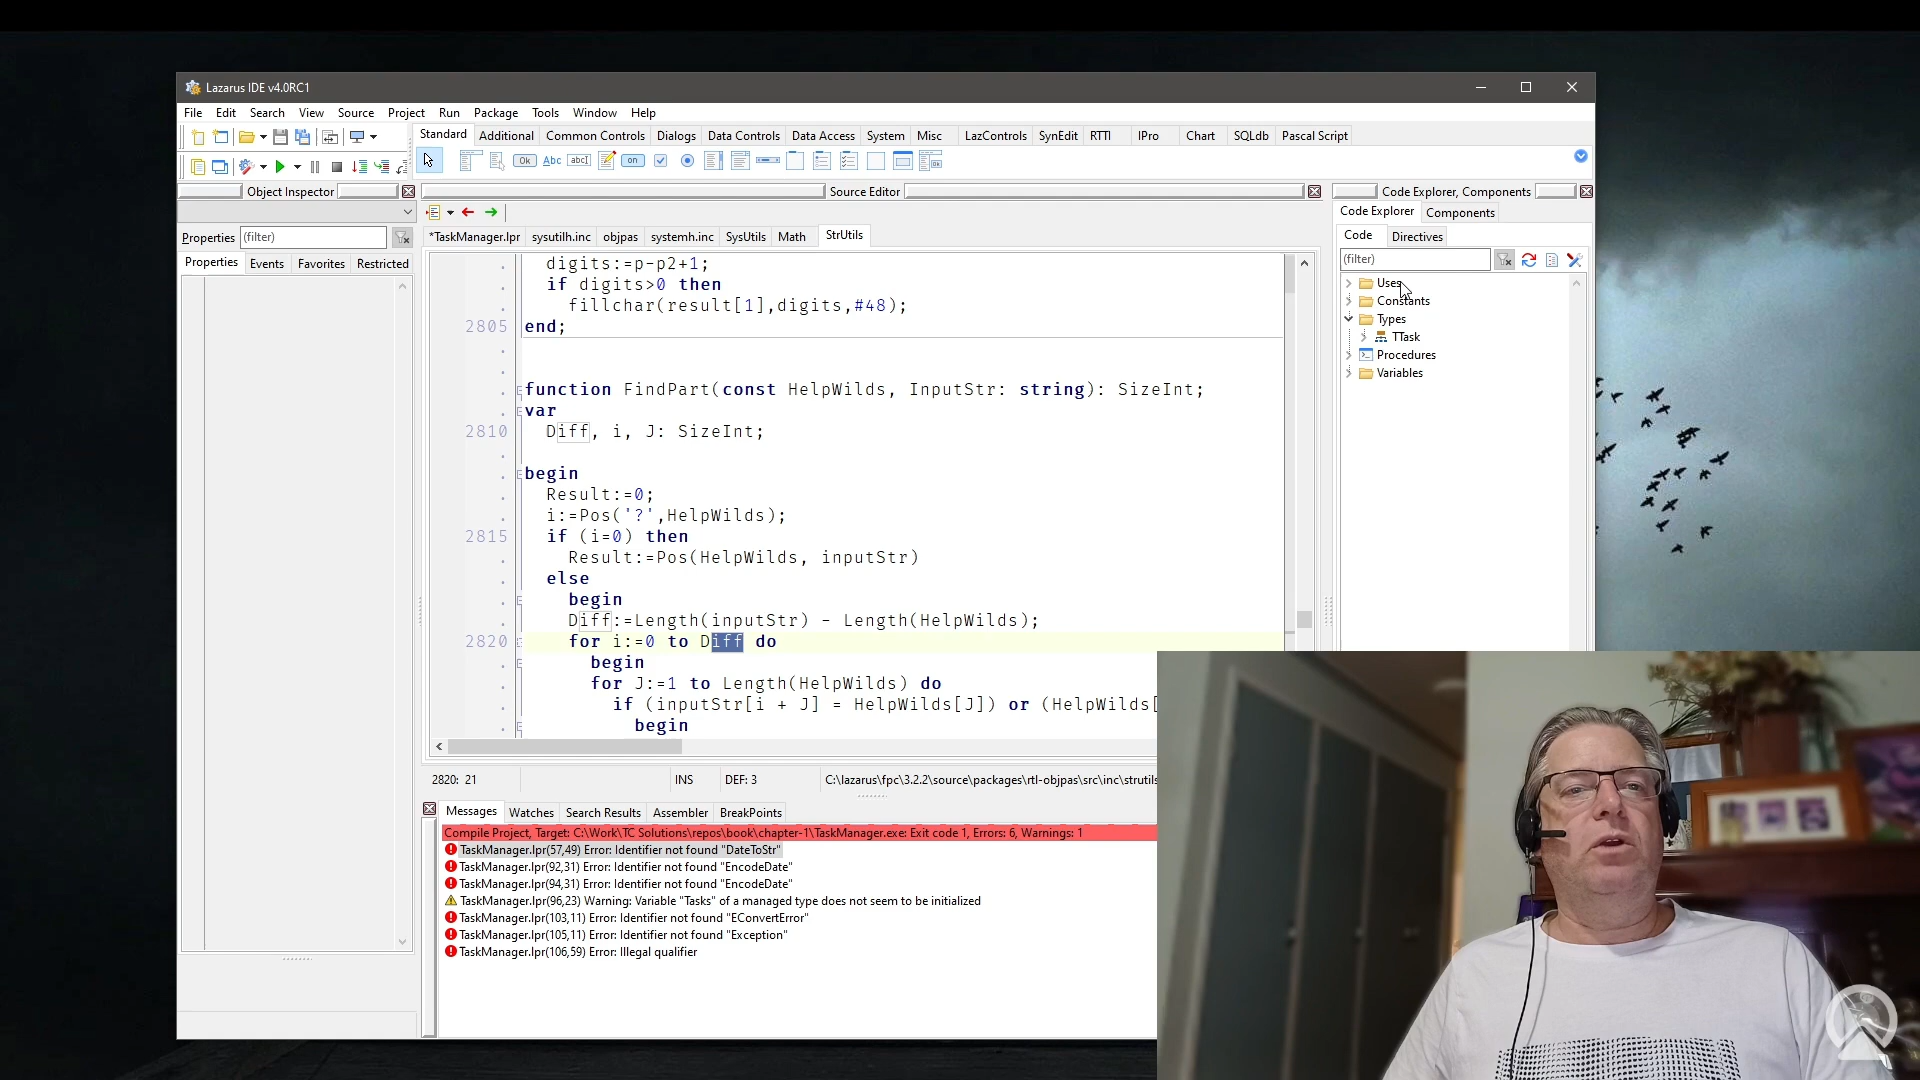 Lazarus IDE v4.0RC1
File Edit Search View Source Project Run Package Tools Window Help
Standard Additional Common Controls Dialogs Data Controls Data Access System Misc LazControls SynEdit RTTI IPro Chart SQLdb Pascal Script
Ok Abc abcI on
Object Inspector
Properties (filter)
Properties Events Favorites Restricted
Source Editor
*TaskManager.lpr sysutilh.inc objpas systemh.inc SysUtils Math StrUtils
digits:=p-p2+1;
if digits>0 then
fillchar(result[1],digits,#48);
2805 end;
function FindPart(const HelpWilds, InputStr: string): SizeInt;
var
2810 Diff, i, J: SizeInt;
begin
Result:=0;
i:=Pos('?',HelpWilds);
2815 if (i=0) then
Result:=Pos(HelpWilds, inputStr)
else
begin
Diff:=Length(inputStr) - Length(HelpWilds);
2820 for i:=0 to Diff do
begin
for J:=1 to Length(HelpWilds) do
if (inputStr[i + J] = HelpWilds[J]) or (HelpWilds[
begin
2820: 21 INS DEF: 3 C:\lazarus\fpc\3.2.2\source\packages\rtl-objpas\src\inc\strutils
Code Explorer, Components
Code Explorer Components
Code Directives
(filter)
Uses
Constants
Types
TTask
Procedures
Variables
Messages Watches Search Results Assembler BreakPoints
Compile Project, Target: C:\Work\TC Solutions\repos\book\chapter-1\TaskManager.exe: Exit code 1, Errors: 6, Warnings: 1
TaskManager.lpr(57,49) Error: Identifier not found "DateToStr"
TaskManager.lpr(92,31) Error: Identifier not found "EncodeDate"
TaskManager.lpr(94,31) Error: Identifier not found "EncodeDate"
TaskManager.lpr(96,23) Warning: Variable "Tasks" of a managed type does not seem to be initialized
TaskManager.lpr(103,11) Error: Identifier not found "EConvertError"
TaskManager.lpr(105,11) Error: Identifier not found "Exception"
TaskManager.lpr(106,59) Error: Illegal qualifier